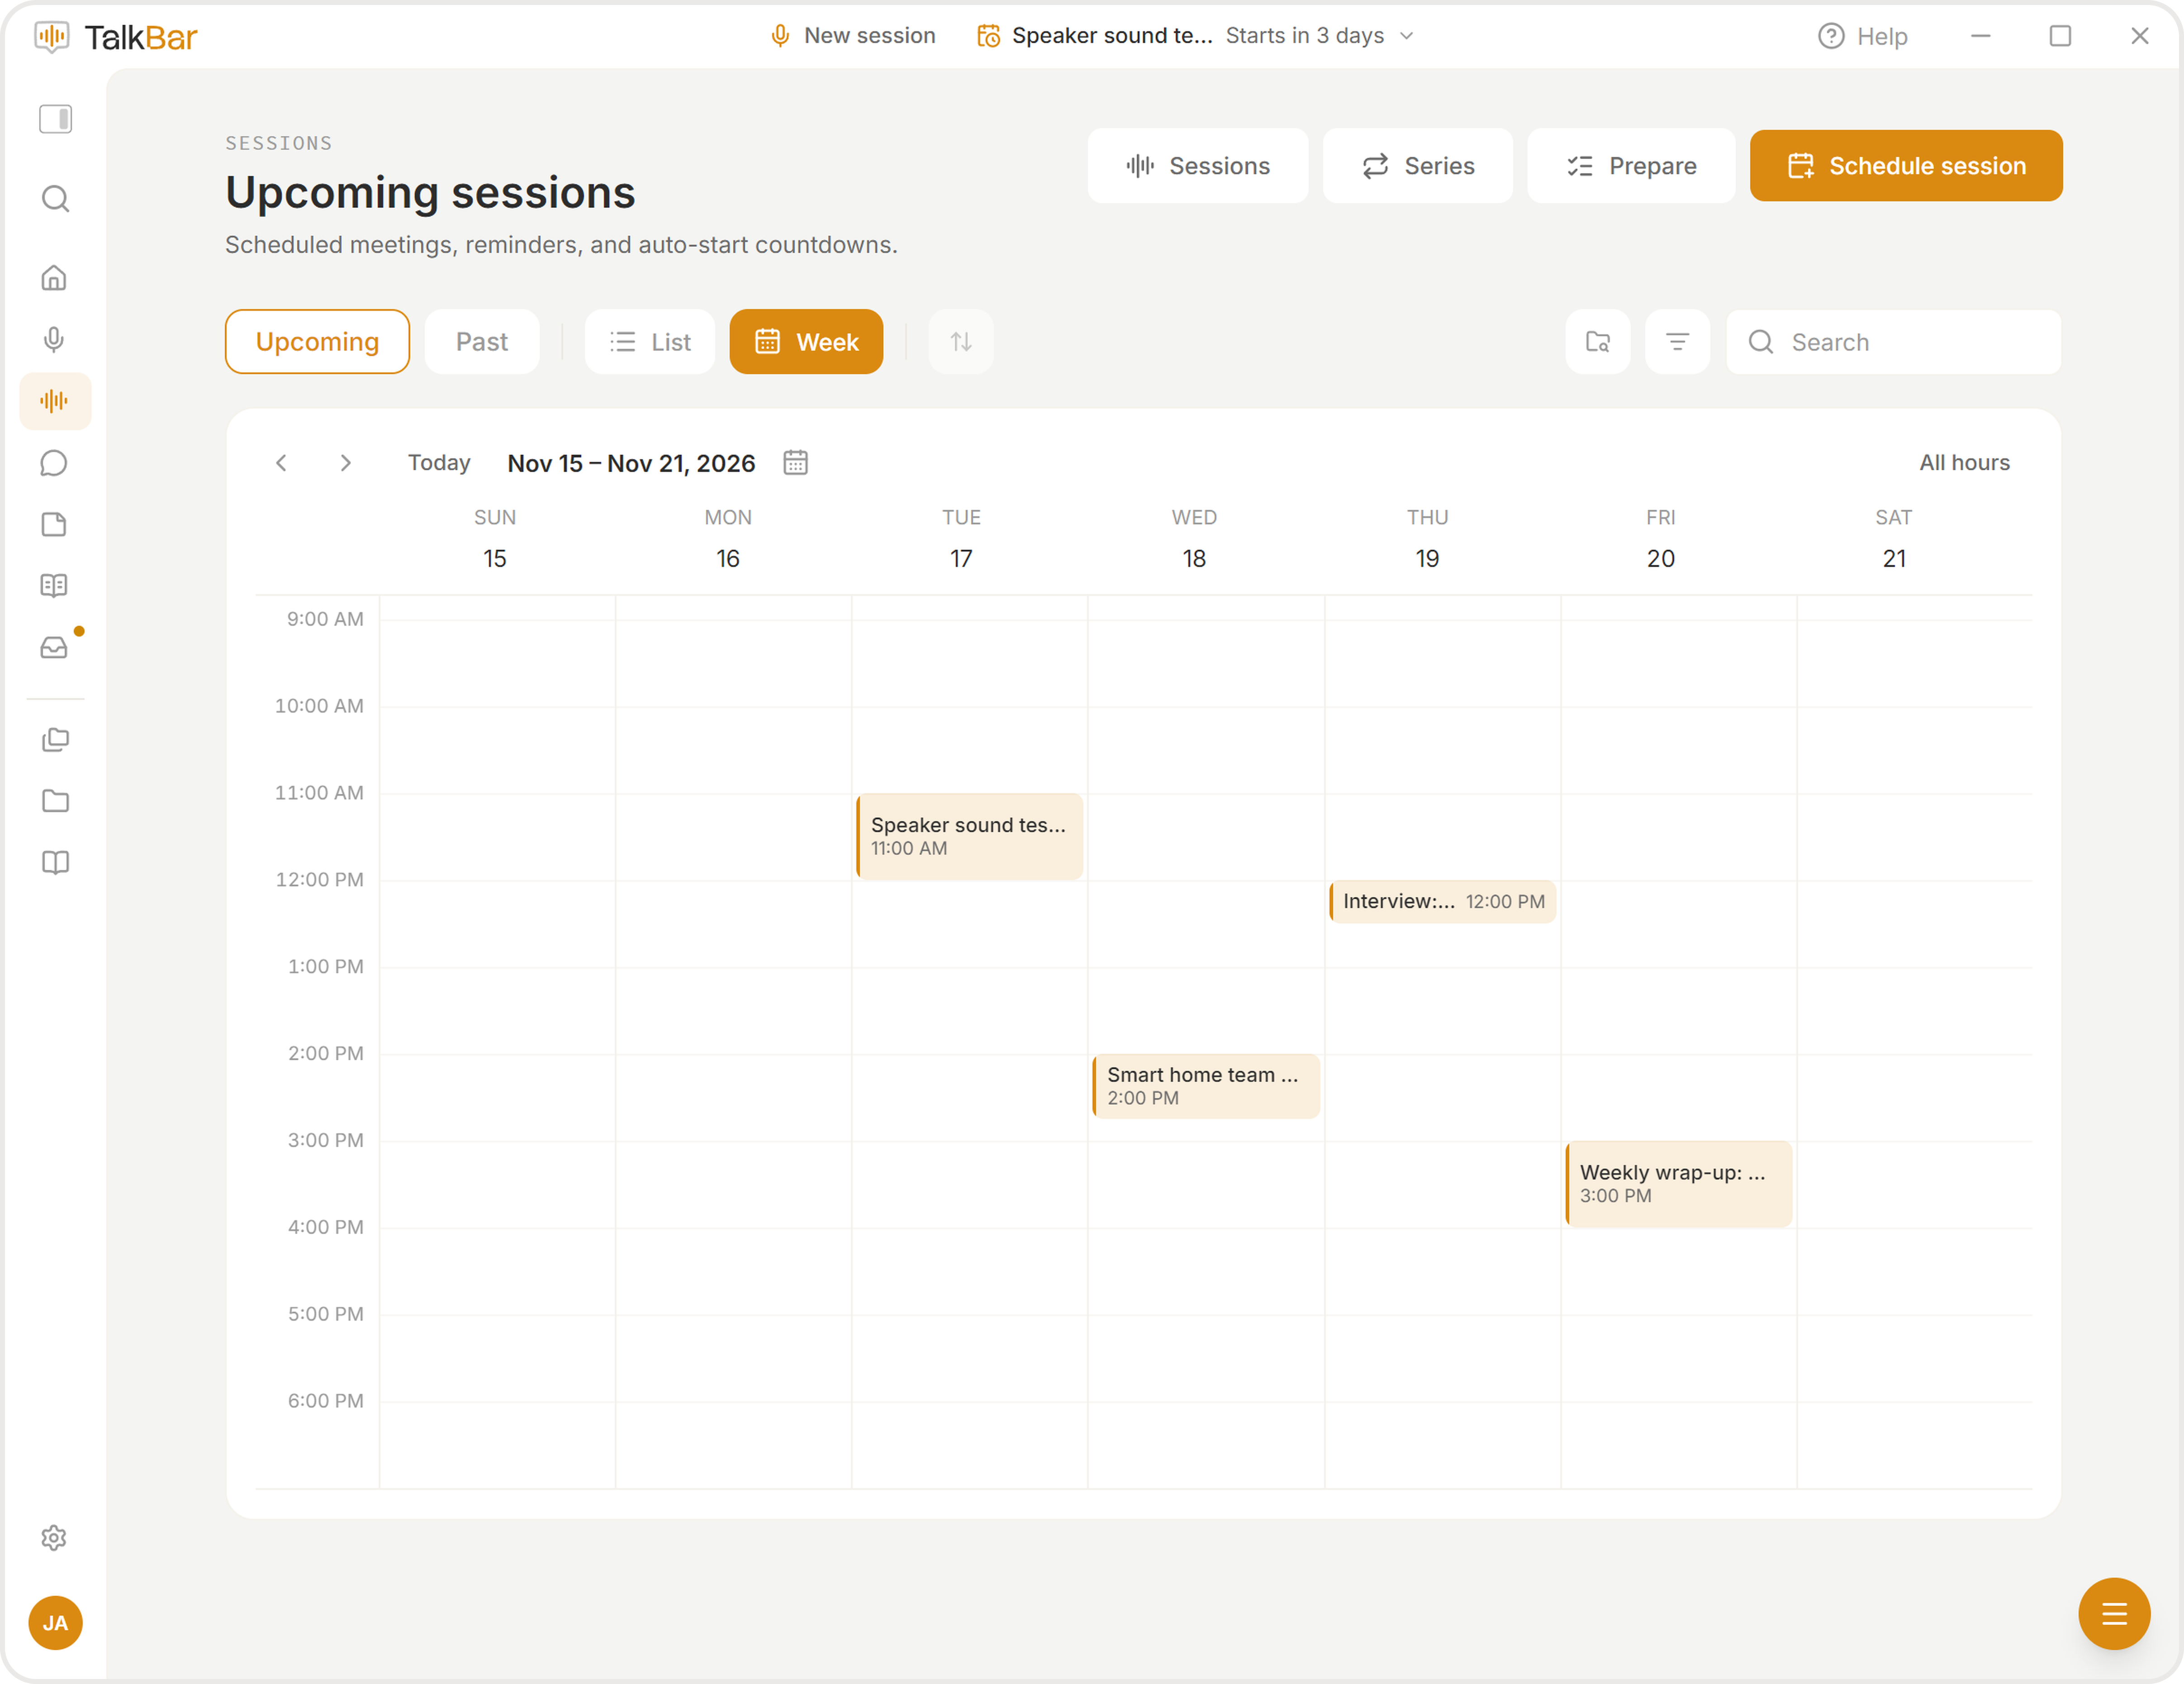 TalkBar
New session
Speaker sound te... Starts in 3 days
Help
SESSIONS
Upcoming sessions
Scheduled meetings, reminders, and auto-start countdowns.
Sessions
Series
Prepare
Schedule session
Upcoming
Past
List
Week
Search
Today
Nov 15 – Nov 21, 2026
All hours
SUN MON TUE WED THU FRI SAT
15 16 17 18 19 20 21
9:00 AM
10:00 AM
11:00 AM
Speaker sound tes...
11:00 AM
12:00 PM
Interview:... 12:00 PM
1:00 PM
2:00 PM
Smart home team ...
2:00 PM
3:00 PM
Weekly wrap-up: ...
3:00 PM
4:00 PM
5:00 PM
6:00 PM
JA